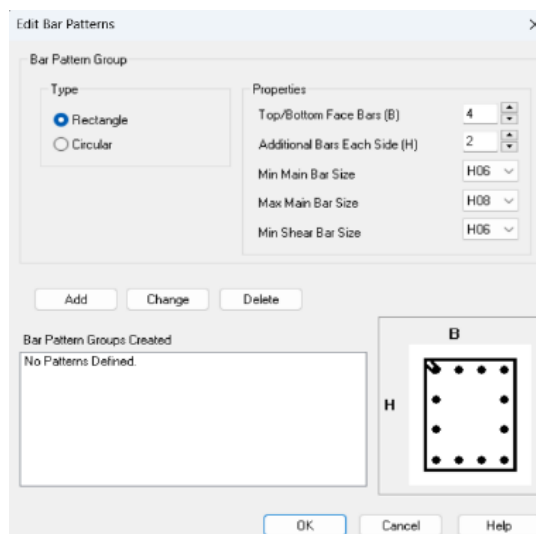 Edit Bar Patterns
Bar Pattern Group
Type
Rectangle
Circular
Properties
Top/Bottom Face Bars (B)
4
Additional Bars Each Side (H)
2
Min Main Bar Size
H06
Max Main Bar Size
H08
Min Shear Bar Size
H06
Add
Change
Delete
Bar Pattern Groups Created
No Patterns Defined.
B
H
OK
Cancel
Help